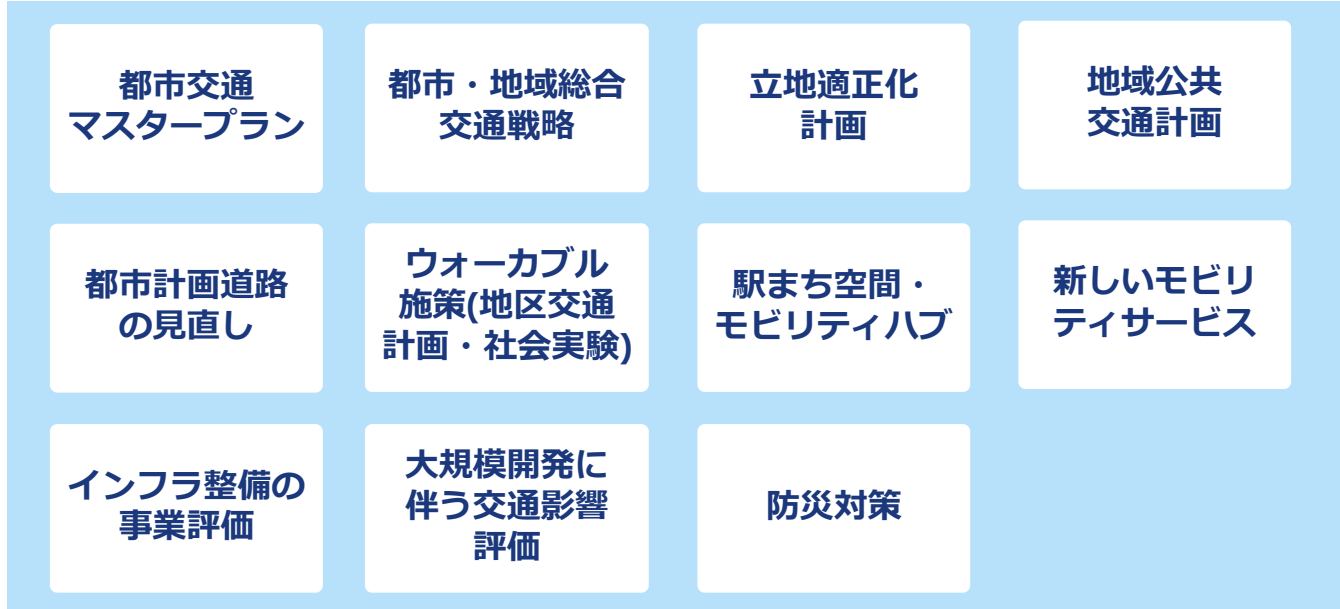 都市交通
マスタープラン
都市・地域総合
交通戦略
立地適正化
計画
地域公共
交通計画
都市計画道路
の見直し
ウォーカブル
施策(地区交通
計画・社会実験)
駅まち空間・
モビリティハブ
新しいモビリ
ティサービス
インフラ整備の
事業評価
大規模開発に
伴う交通影響
評価
防災対策